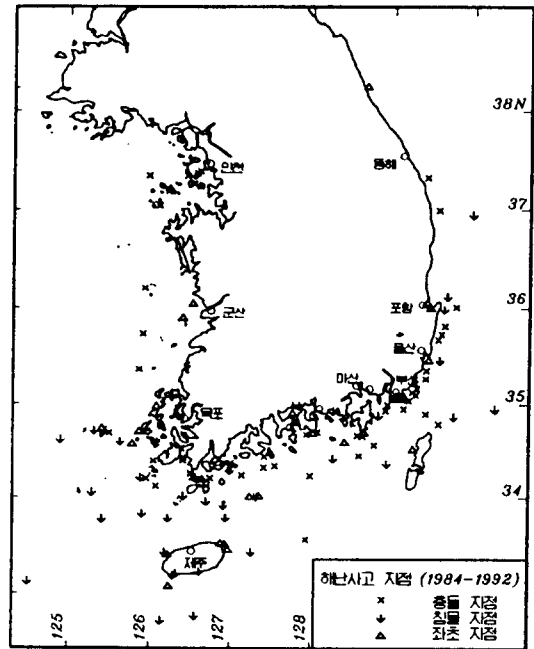 38N
인천
동해
37
포항
36
군산
울산
마산
부산
35
목포
34
제주
해난사고 지점 (1984-1992)
× 충돌 지점
↓ 침몰 지점
△ 좌초 지점
125
126
127
128